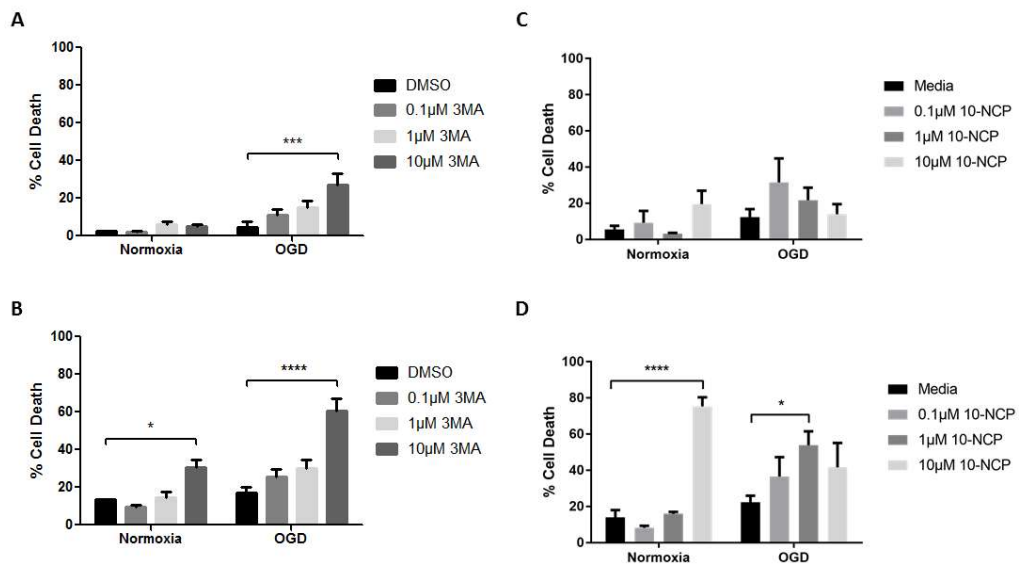 A
100
80
60
40
20
0
% Cell Death
***
Normoxia
OGD
DMSO
0.1µM 3MA
1µM 3MA
10µM 3MA
C
100
80
60
40
20
0
% Cell Death
Normoxia
OGD
Media
0.1µM 10-NCP
1µM 10-NCP
10µM 10-NCP
B
100
80
60
40
20
0
% Cell Death
*
****
Normoxia
OGD
DMSO
0.1µM 3MA
1µM 3MA
10µM 3MA
D
100
80
60
40
20
0
% Cell Death
****
*
Normoxia
OGD
Media
0.1µM 10-NCP
1µM 10-NCP
10µM 10-NCP